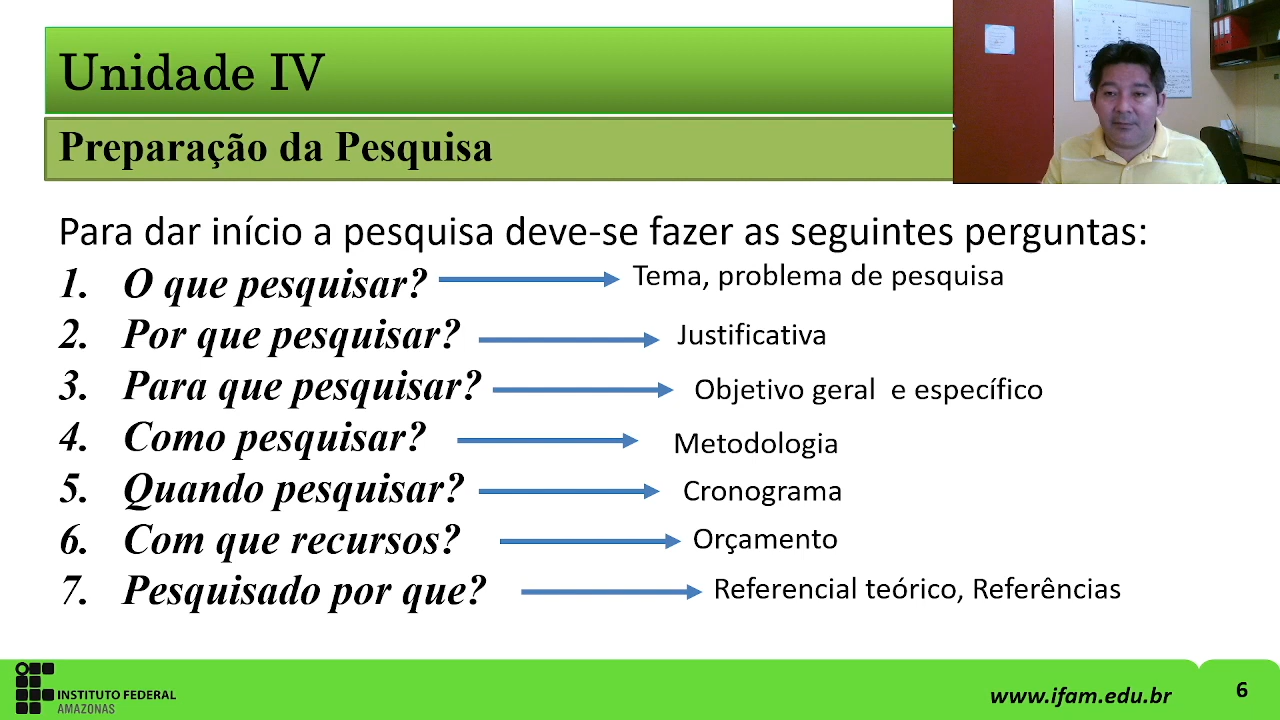 Unidade IV
Preparação da Pesquisa
Para dar início a pesquisa deve-se fazer as seguintes perguntas:
1. O que pesquisar? Tema, problema de pesquisa
2. Por que pesquisar? Justificativa
3. Para que pesquisar? Objetivo geral e específico
4. Como pesquisar? Metodologia
5. Quando pesquisar? Cronograma
6. Com que recursos? Orçamento
7. Pesquisado por que? Referencial teórico, Referências
INSTITUTO FEDERAL
AMAZONAS
www.ifam.edu.br
6